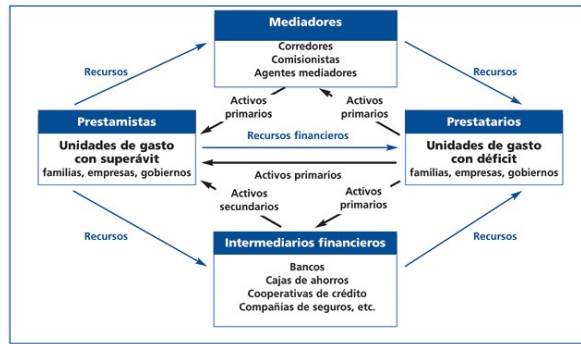 Mediadores
Corredores
Comisionistas
Agentes mediadores
Recursos
Recursos
Activos
primarios
Activos
primarios
Prestamistas
Unidades de gasto
con superávit
familias, empresas, gobiernos
Recursos financieros
Prestatarios
Unidades de gasto
con déficit
familias, empresas, gobiernos
Activos primarios
Activos
secundarios
Activos
primarios
Recursos
Recursos
Intermediarios financieros
Bancos
Cajas de ahorros
Cooperativas de crédito
Compañías de seguros, etc.